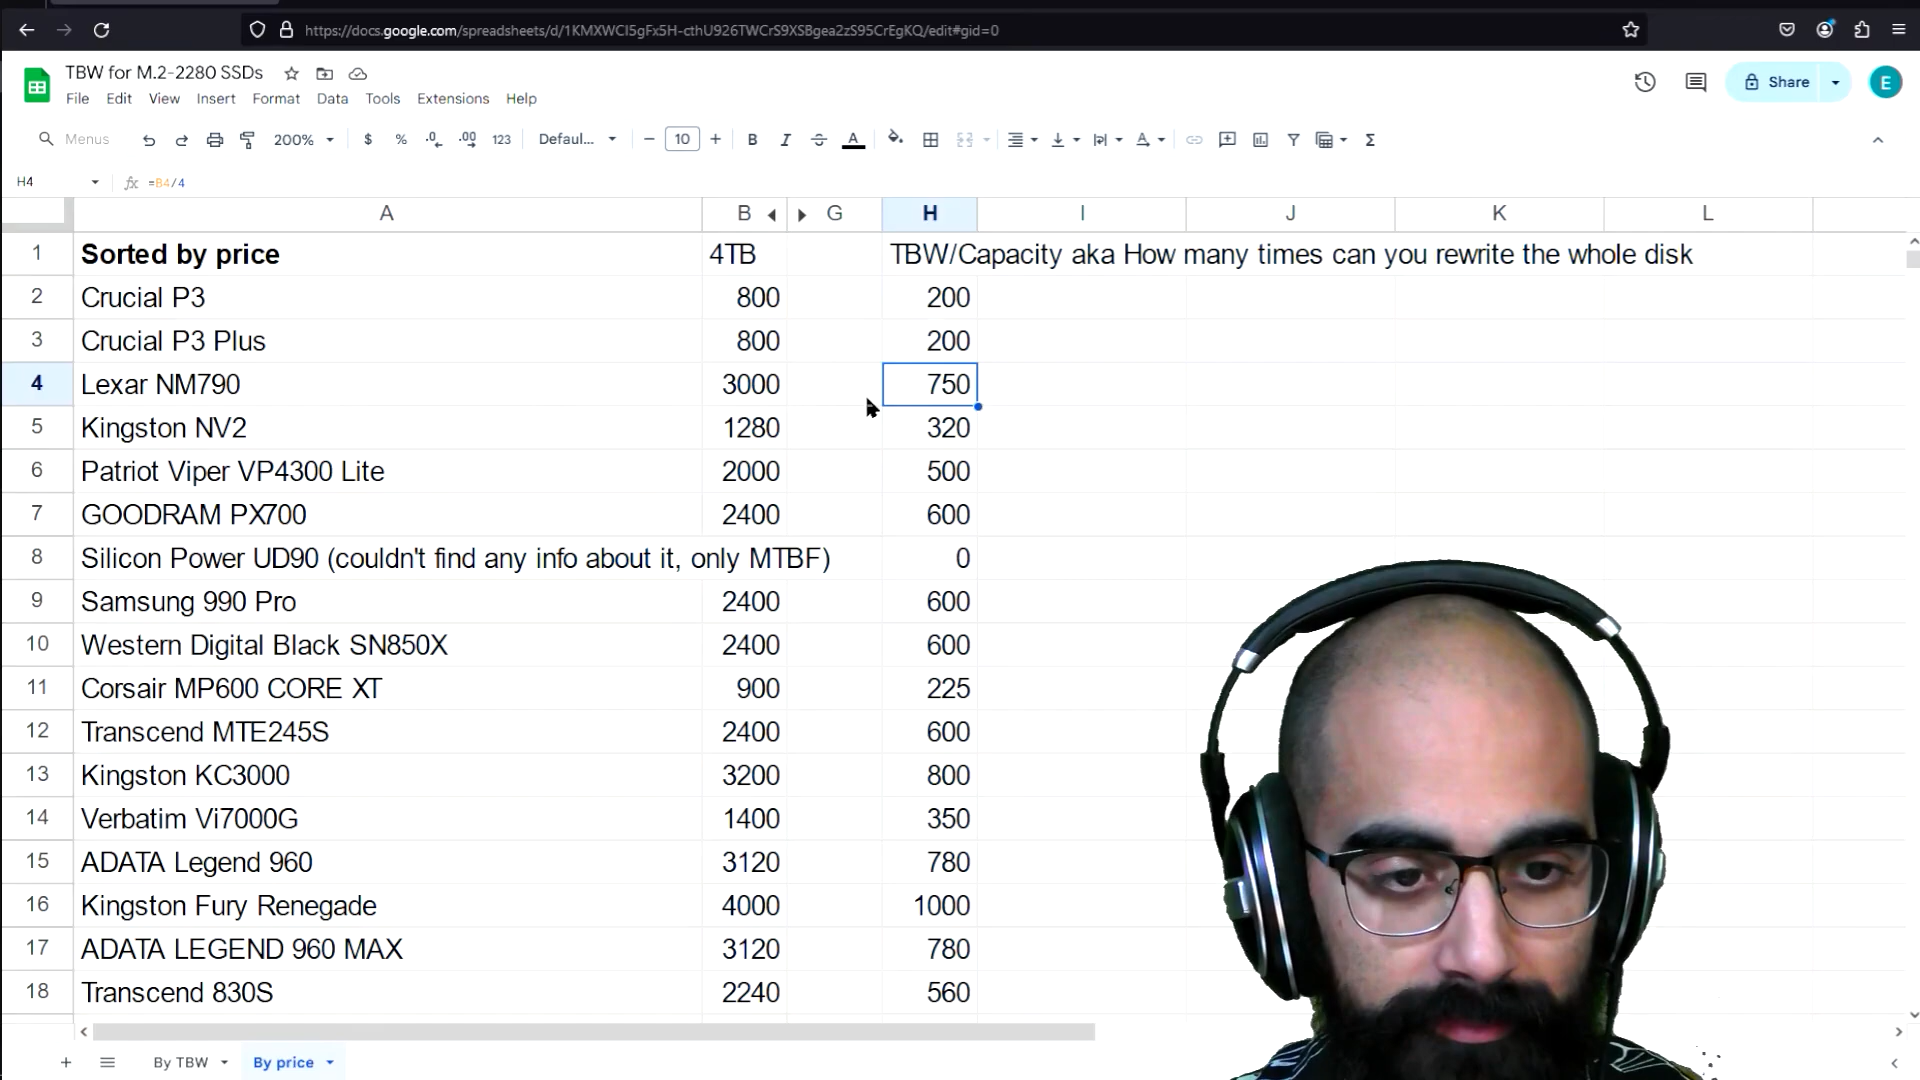 https://docs.google.com/spreadsheets/d/1KMXWCI5gFx5H-cthU926TWCrS9XSBgea2zS95CrEgKQ/edit#gid=0
TBW for M.2-2280 SSDs
File Edit View Insert Format Data Tools Extensions Help
Share
E
Menus 200% $ % .0 .00 123 Defaul... 10 B I A Σ
H4 fx =B4/4
A B G H I J K L
1 Sorted by price 4TB TBW/Capacity aka How many times can you rewrite the whole disk
2 Crucial P3 800 200
3 Crucial P3 Plus 800 200
4 Lexar NM790 3000 750
5 Kingston NV2 1280 320
6 Patriot Viper VP4300 Lite 2000 500
7 GOODRAM PX700 2400 600
8 Silicon Power UD90 (couldn't find any info about it, only MTBF) 0
9 Samsung 990 Pro 2400 600
10 Western Digital Black SN850X 2400 600
11 Corsair MP600 CORE XT 900 225
12 Transcend MTE245S 2400 600
13 Kingston KC3000 3200 800
14 Verbatim Vi7000G 1400 350
15 ADATA Legend 960 3120 780
16 Kingston Fury Renegade 4000 1000
17 ADATA LEGEND 960 MAX 3120 780
18 Transcend 830S 2240 560
By TBW By price